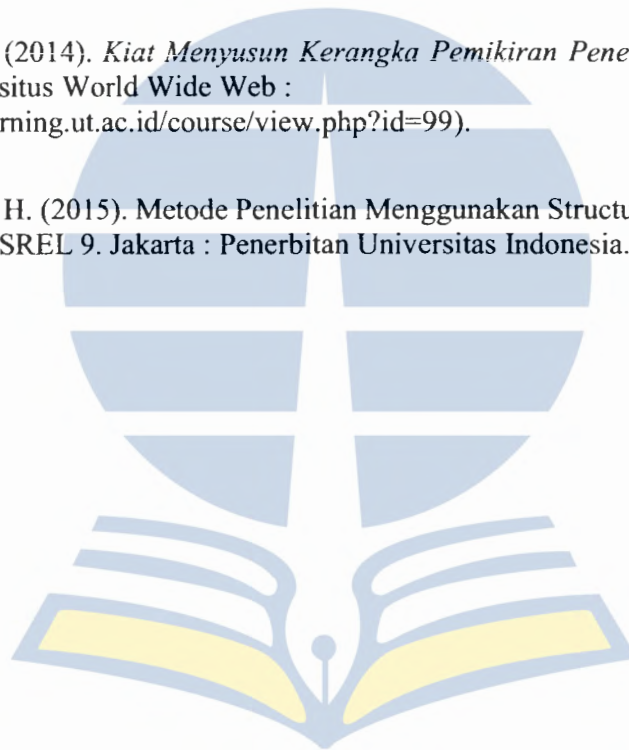 (2014). Kiat Menyusun Kerangka Pemikiran Pene
situs World Wide Web :
rning.ut.ac.id/course/view.php?id=99).
H. (2015). Metode Penelitian Menggunakan Structu
SREL 9. Jakarta : Penerbitan Universitas Indonesia.